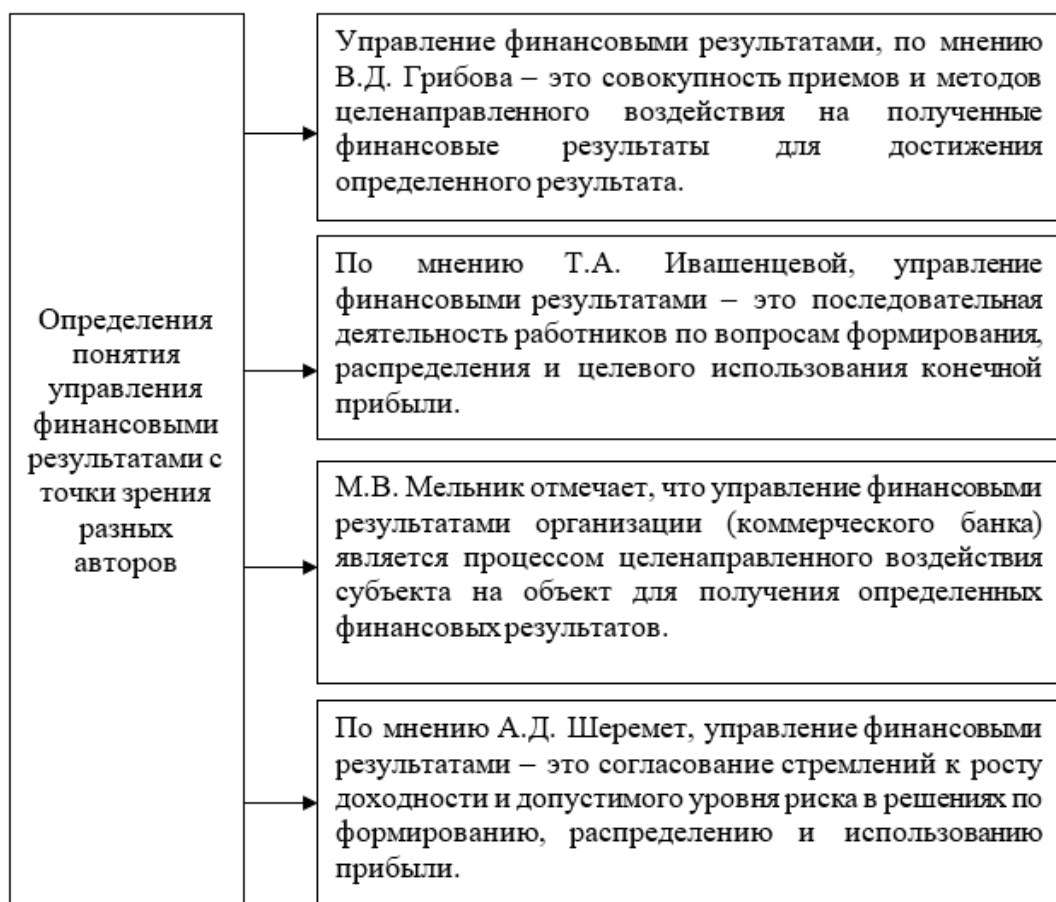 Определения
понятия
управления
финансовыми
результатами с
точки зрения
разных
авторов
Управление финансовыми результатами, по мнению
В.Д. Грибова – это совокупность приемов и методов
целенаправленного воздействия на полученные
финансовые результаты для достижения
определенного результата.
По мнению Т.А. Ивашенцевой, управление
финансовыми результатами – это последовательная
деятельность работников по вопросам формирования,
распределения и целевого использования конечной
прибыли.
М.В. Мельник отмечает, что управление финансовыми
результатами организации (коммерческого банка)
является процессом целенаправленного воздействия
субъекта на объект для получения определенных
финансовых результатов.
По мнению А.Д. Шеремет, управление финансовыми
результатами – это согласование стремлений к росту
доходности и допустимого уровня риска в решениях по
формированию, распределению и использованию
прибыли.